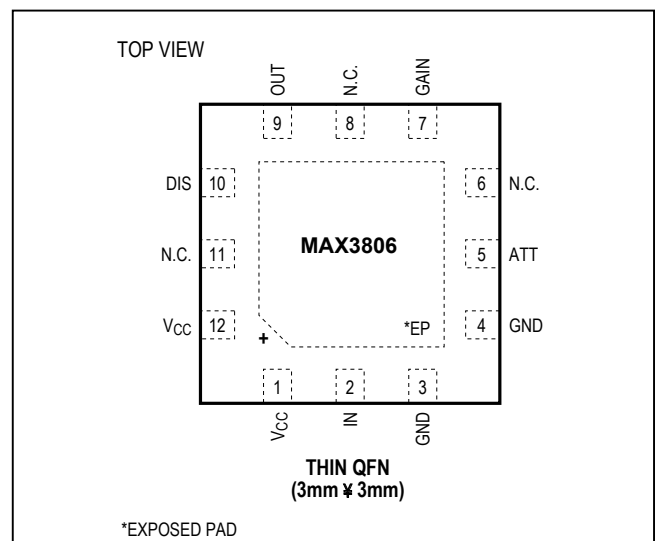 TOP VIEW
OUT N.C. GAIN
9 8 7
DIS 10 6 N.C.
N.C. 11 MAX3806 5 ATT
VCC 12 + *EP 4 GND
1 2 3
VCC IN GND
THIN QFN
(3mm ¥ 3mm)
*EXPOSED PAD